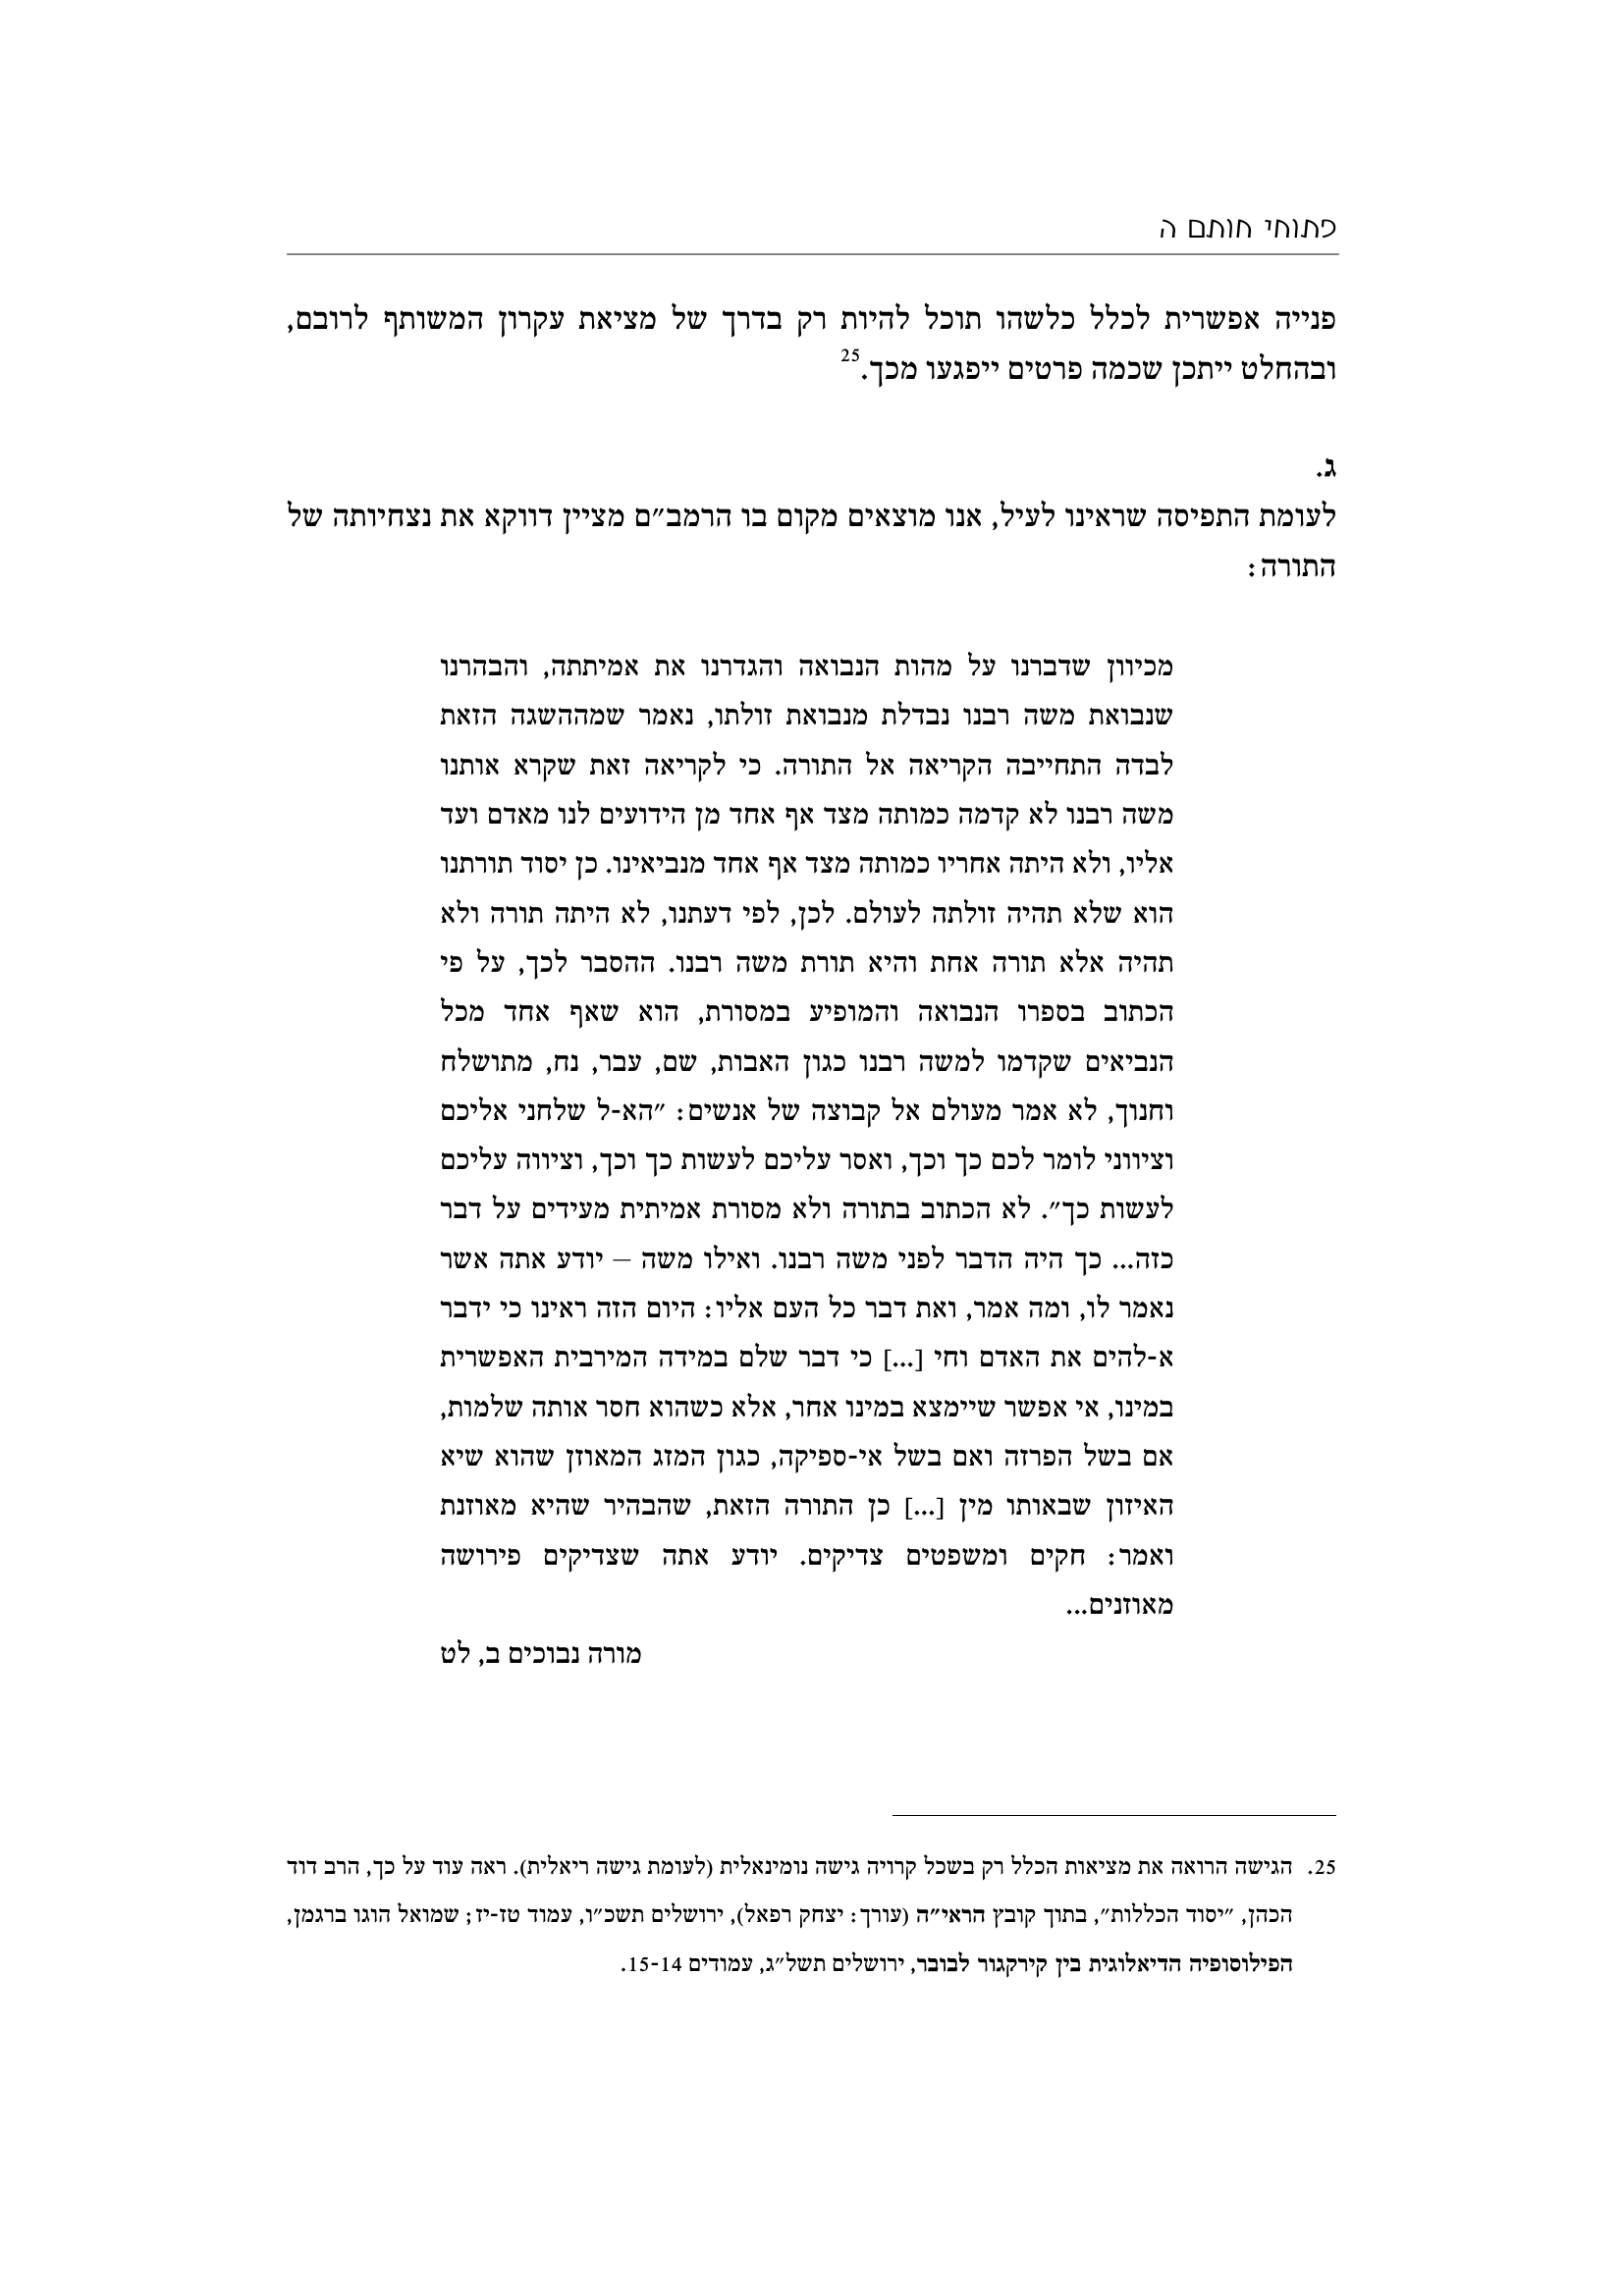 פתוחי חותם ה
פנייה אפשרית לכלל כלשהו תוכל להיות רק בדרך של מציאת עקרון המשותף לרובם,
ובהחלט ייתכן שכמה פרטים ייפגעו מכך.25
ג.
לעומת התפיסה שראינו לעיל, אנו מוצאים מקום בו הרמב״ם מציין דווקא את נצחיותה של
התורה:
מכיוון שדברנו על מהות הנבואה והגדרנו את אמיתתה, והבהרנו
שנבואת משה רבנו נבדלת מנבואת זולתו, נאמר שמההשגה הזאת
לבדה התחייבה הקריאה אל התורה. כי לקריאה זאת שקרא אותנו
משה רבנו לא קדמה כמותה מצד אף אחד מן הידועים לנו מאדם ועד
אליו, ולא היתה אחריו כמותה מצד אף אחד מנביאינו. כן יסוד תורתנו
הוא שלא תהיה זולתה לעולם. לכן, לפי דעתנו, לא היתה תורה ולא
תהיה אלא תורה אחת והיא תורת משה רבנו. ההסבר לכך, על פי
הכתוב בספרו הנבואה והמופיע במסורת, הוא שאף אחד מכל
הנביאים שקדמו למשה רבנו כגון האבות, שם, עבר, נח, מתושלח
וחנוך, לא אמר מעולם אל קבוצה של אנשים: ״הא-ל שלחני אליכם
וציווני לומר לכם כך וכך, ואסר עליכם לעשות כך וכך, וציווה עליכם
לעשות כך״. לא הכתוב בתורה ולא מסורת אמיתית מעידים על דבר
כזה... כך היה הדבר לפני משה רבנו. ואילו משה – יודע אתה אשר
נאמר לו, ומה אמר, ואת דבר כל העם אליו: היום הזה ראינו כי ידבר
א-להים את האדם וחי [...] כי דבר שלם במידה המירבית האפשרית
במינו, אי אפשר שיימצא במינו אחר, אלא כשהוא חסר אותה שלמות,
אם בשל הפרזה ואם בשל אי-ספיקה, כגון המזג המאוזן שהוא שיא
האיזון שבאותו מין [...] כן התורה הזאת, שהבהיר שהיא מאוזנת
ואמר: חקים ומשפטים צדיקים. יודע אתה שצדיקים פירושה
מאוזנים...
מורה נבוכים ב, לט
25. הגישה הרואה את מציאות הכלל רק בשכל קרויה גישה נומינאלית (לעומת גישה ריאלית). ראה עוד על כך, הרב דוד
הכהן, ״יסוד הכללות״, בתוך קובץ הראי״ה (עורך: יצחק רפאל), ירושלים תשכ״ו, עמוד טז-יז; שמואל הוגו ברגמן,
הפילוסופיה הדיאלוגית בין קירקגור לבובר, ירושלים תשל״ג, עמודים 15-14.